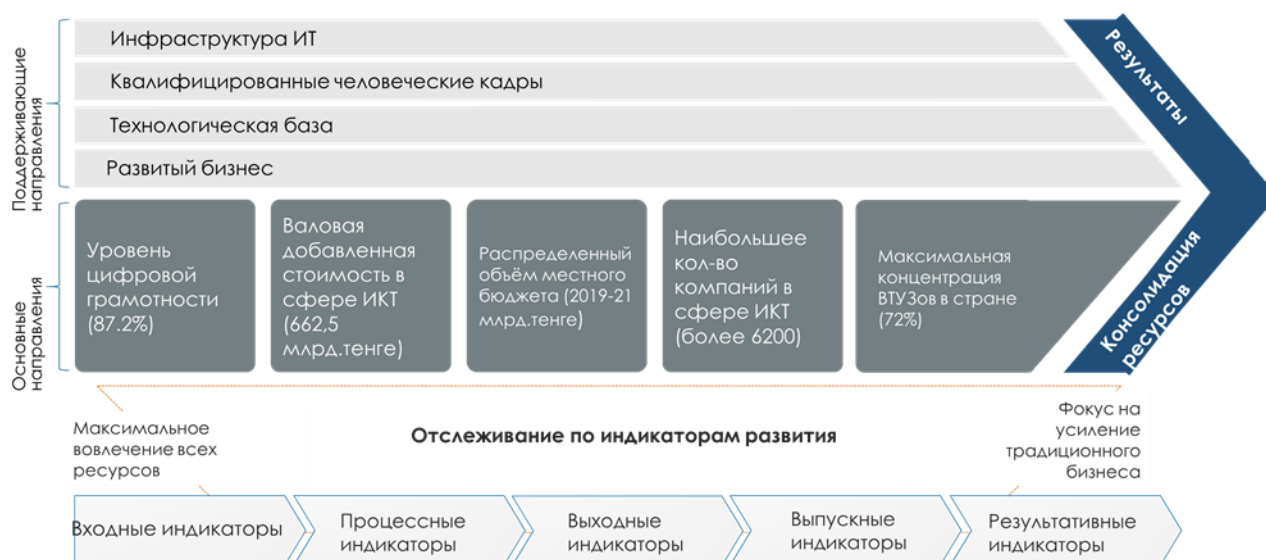 Поддерживающие
направления
Инфраструктура ИТ
Квалифицированные человеческие кадры
Технологическая база
Развитый бизнес
Результаты
Основные
направления
Уровень
цифровой
грамотности
(87.2%)
Валовая
добавленная
стоимость в
сфере ИКТ
(662,5
млрд.тенге)
Распределенный
объём местного
бюджета (2019-21
млрд.тенге)
Наибольшее
кол-во
компаний в
сфере ИКТ
(более 6200)
Максимальная
концентрация
ВТУЗов в стране
(72%)
Консолидация
ресурсов
Максимальное
вовлечение всех
ресурсов
Отслеживание по индикаторам развития
Фокус на
усиление
традиционного
бизнеса
Входные индикаторы
Процессные
индикаторы
Выходные
индикаторы
Выпускные
индикаторы
Результативные
индикаторы